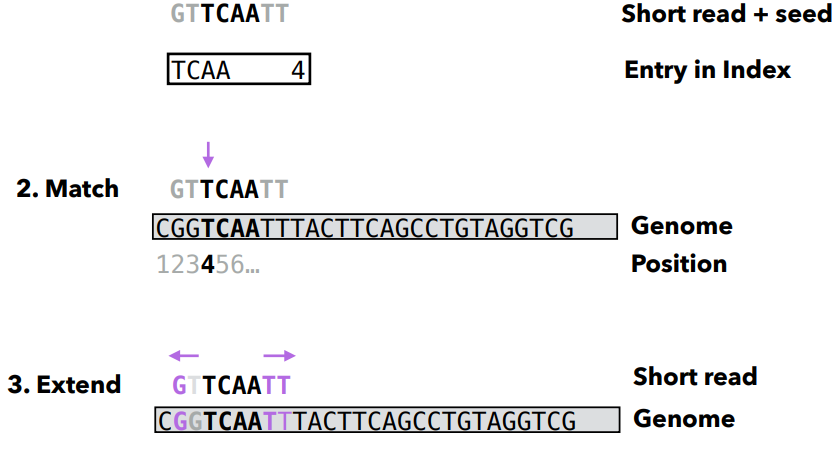 GTTCAATT Short read + seed
TCAA 4 Entry in Index
2. Match GTTCAATT
CGGTCAATTTACTTCAGCCTGTAGGTCG Genome
123456… Position
3. Extend GTTCAATT Short read
CGGTCAATTTACTTCAGCCTGTAGGTCG Genome